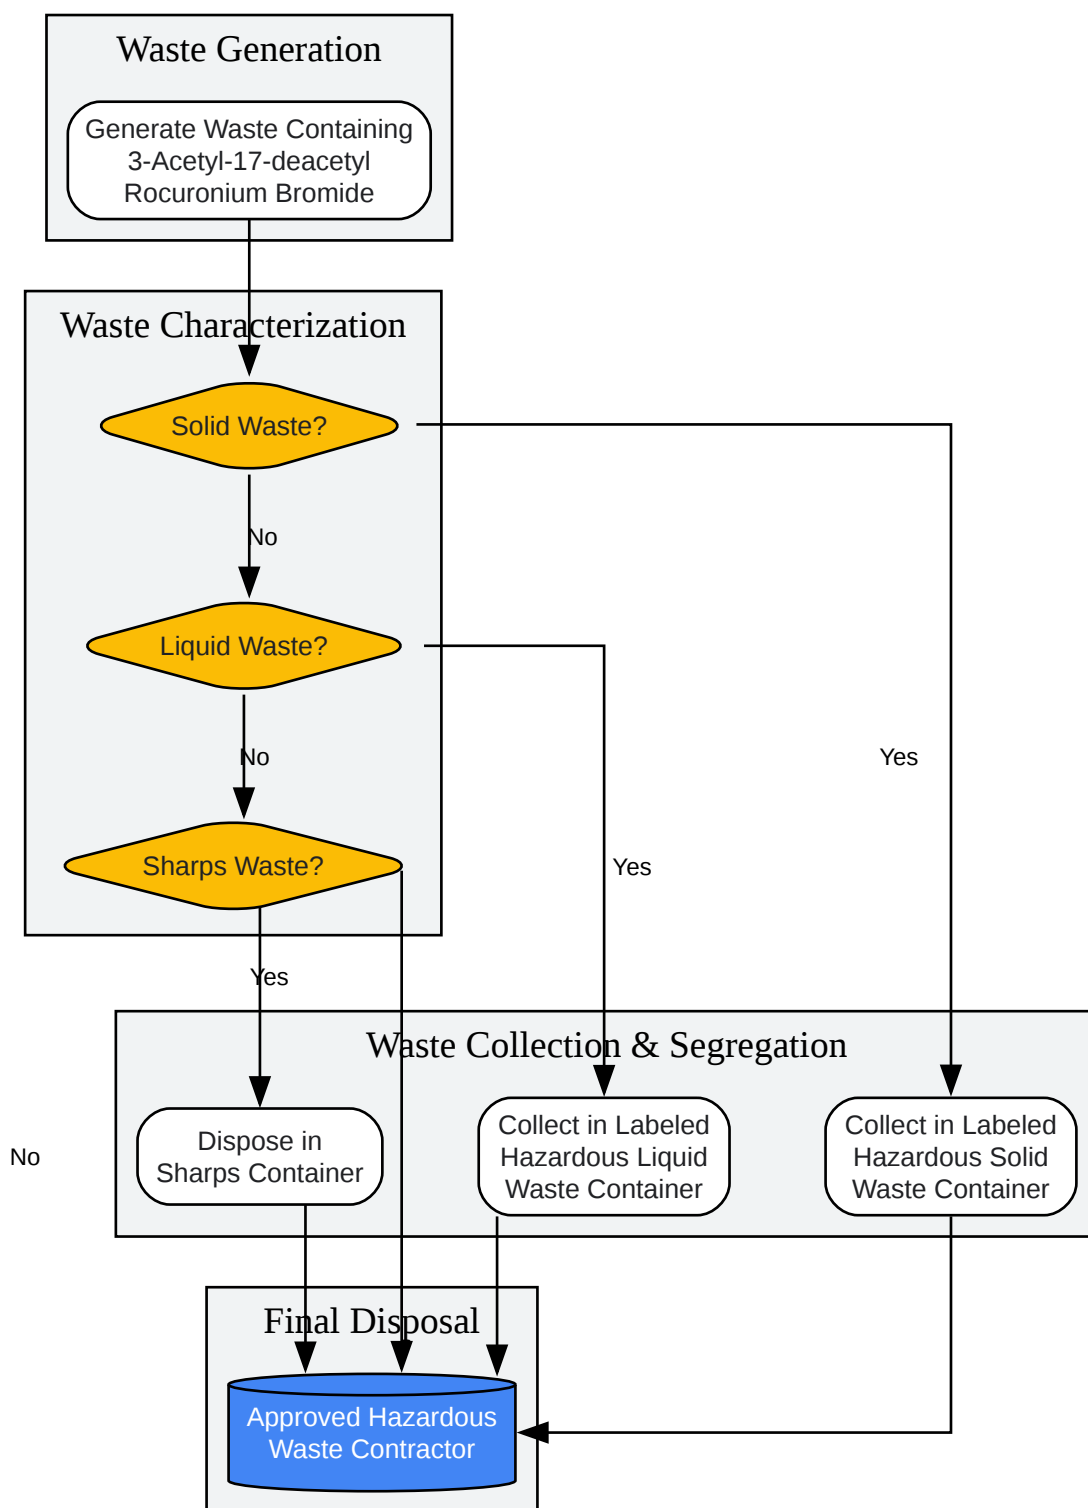 Waste Generation
Generate Waste Containing
3-Acetyl-17-deacetyl
Rocuronium Bromide
Waste Characterization
Solid Waste?
No
Liquid Waste?
No
Yes
Sharps Waste?
Yes
Yes
Waste Collection & Segregation
Dispose in
Sharps Container
Collect in Labeled
Hazardous Liquid
Waste Container
Collect in Labeled
Hazardous Solid
Waste Container
No
Final Disposal
Approved Hazardous
Waste Contractor